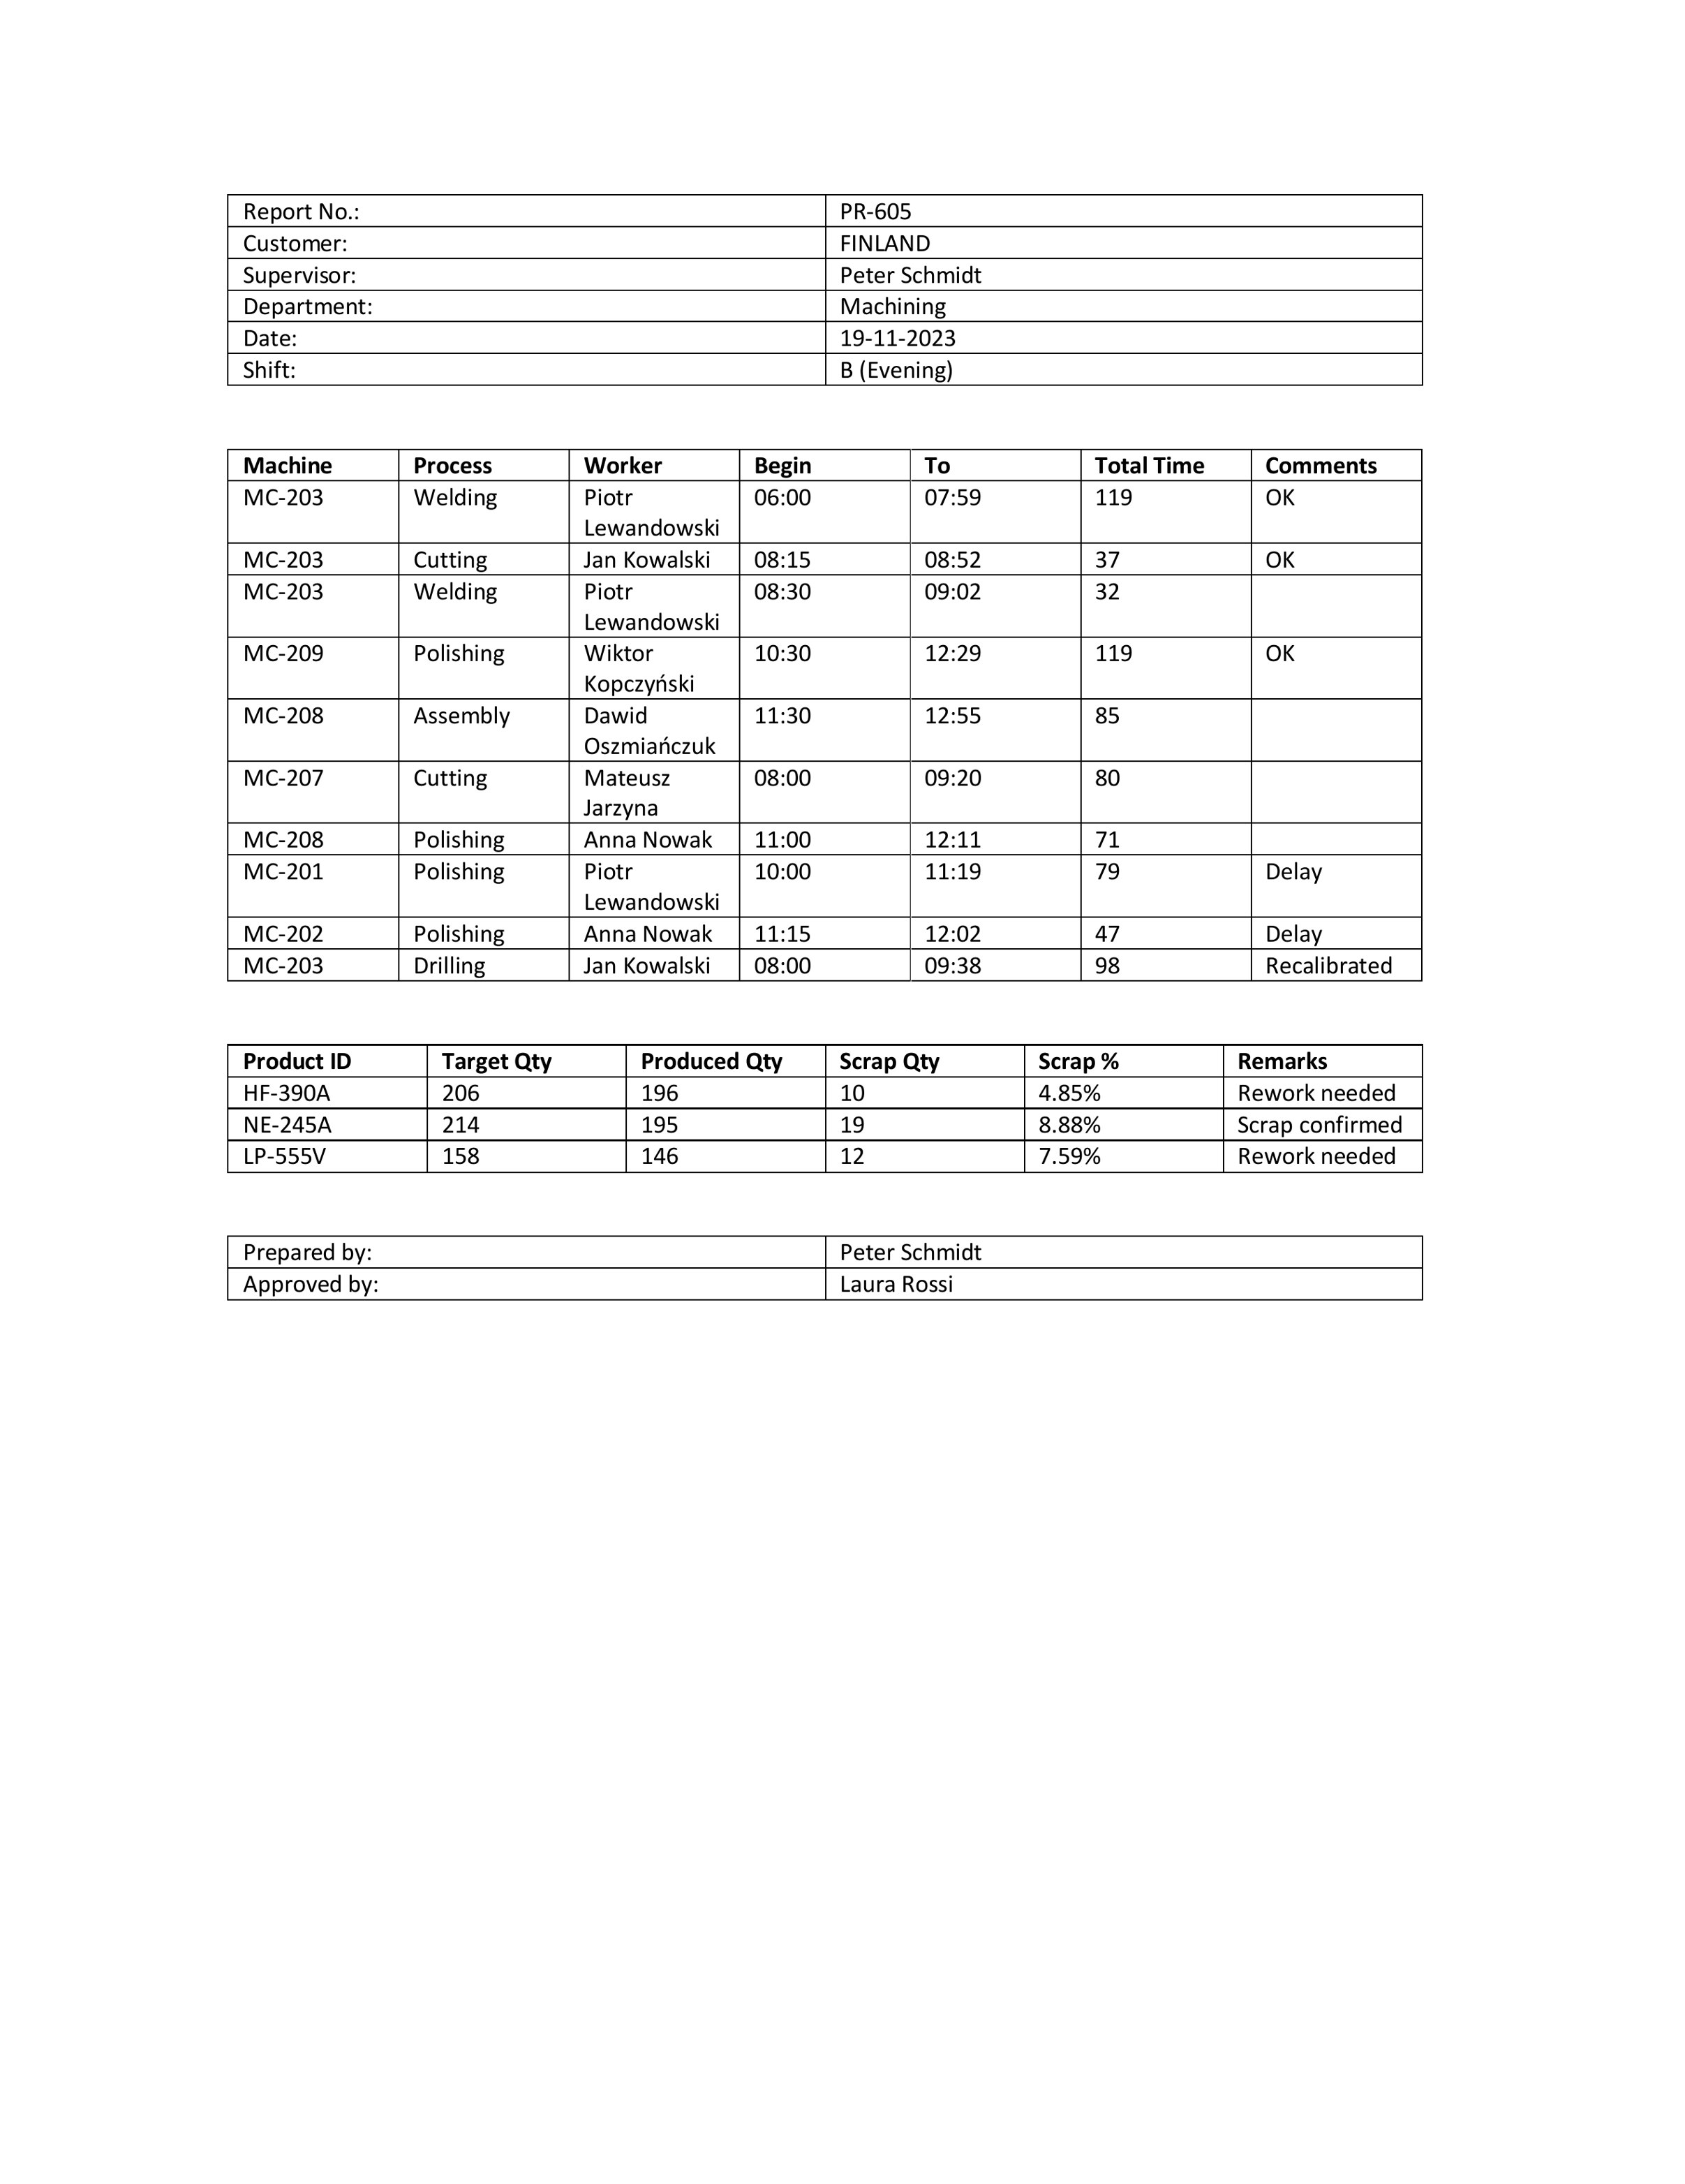 Report No.: PR-605
Customer: FINLAND
Supervisor: Peter Schmidt
Department: Machining
Date: 19-11-2023
Shift: B (Evening)
Machine Process Worker Begin To Total Time Comments
MC-203 Welding Piotr 06:00 07:59 119 OK
Lewandowski
MC-203 Cutting Jan Kowalski 08:15 08:52 37 OK
MC-203 Welding Piotr 08:30 09:02 32
Lewandowski
MC-209 Polishing Wiktor 10:30 12:29 119 OK
Kopczyński
MC-208 Assembly Dawid 11:30 12:55 85
Oszmiańczuk
MC-207 Cutting Mateusz 08:00 09:20 80
Jarzyna
MC-208 Polishing Anna Nowak 11:00 12:11 71
MC-201 Polishing Piotr 10:00 11:19 79 Delay
Lewandowski
MC-202 Polishing Anna Nowak 11:15 12:02 47 Delay
MC-203 Drilling Jan Kowalski 08:00 09:38 98 Recalibrated
Product ID Target Qty Produced Qty Scrap Qty Scrap % Remarks
HF-390A 206 196 10 4.85% Rework needed
NE-245A 214 195 19 8.88% Scrap confirmed
LP-555V 158 146 12 7.59% Rework needed
Prepared by: Peter Schmidt
Approved by: Laura Rossi